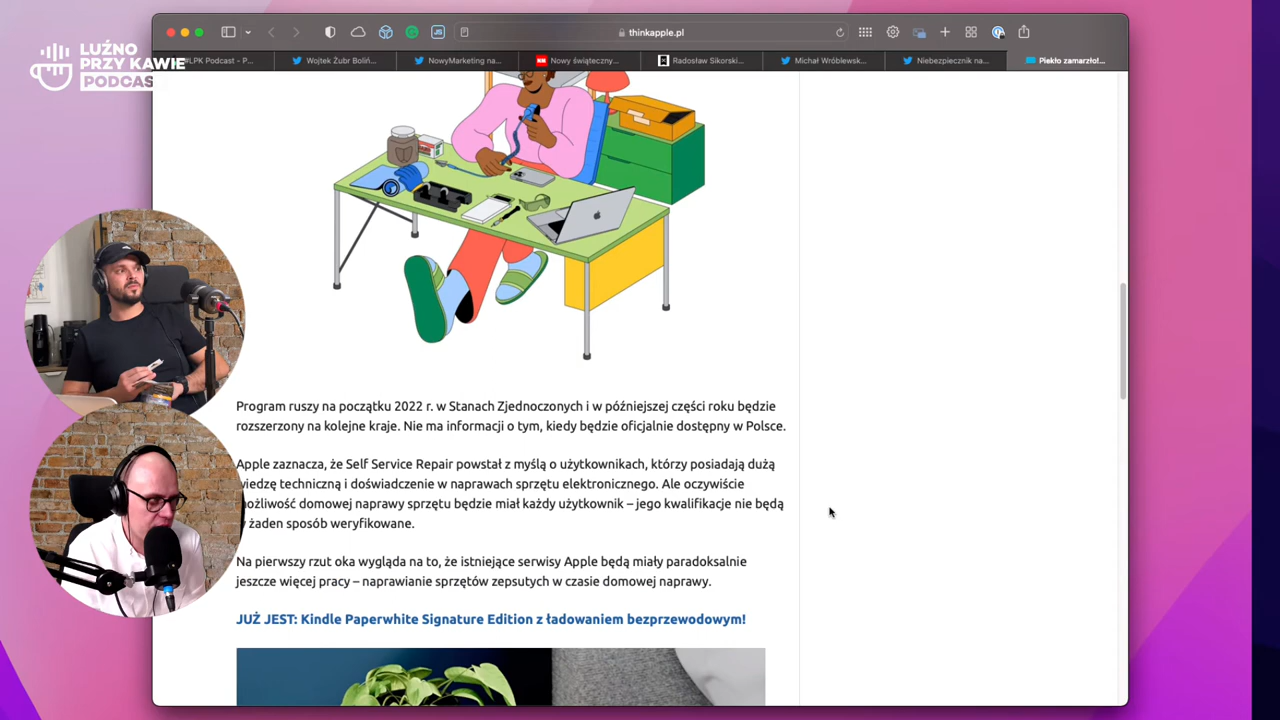 LUŹNO
PRZY KAWIE
PODCAS
thinkapple.pl
#LPK Podcast - P...
Wojtek Żubr Boliń...
NowyMarketing na...
Nowy świąteczny...
Radosław Sikorski...
Michał Wróblewsk...
Niebezpiecznik na...
Piekło zamarzło!...
Program ruszy na początku 2022 r. w Stanach Zjednoczonych i w późniejszej części roku będzie
rozszerzony na kolejne kraje. Nie ma informacji o tym, kiedy będzie oficjalnie dostępny w Polsce.
Apple zaznacza, że Self Service Repair powstał z myślą o użytkownikach, którzy posiadają dużą
wiedzę techniczną i doświadczenie w naprawach sprzętu elektronicznego. Ale oczywiście
możliwość domowej naprawy sprzętu będzie miał każdy użytkownik – jego kwalifikacje nie będą
żaden sposób weryfikowane.
Na pierwszy rzut oka wygląda na to, że istniejące serwisy Apple będą miały paradoksalnie
jeszcze więcej pracy – naprawianie sprzętów zepsutych w czasie domowej naprawy.
JUŻ JEST: Kindle Paperwhite Signature Edition z ładowaniem bezprzewodowym!